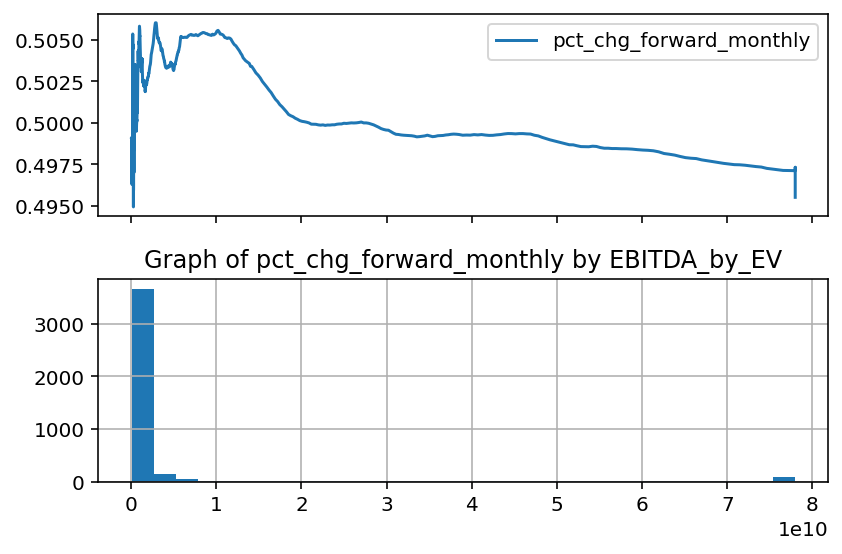 0.5050
0.5025
0.5000
0.4975
0.4950
pct_chg_forward_monthly
Graph of pct_chg_forward_monthly by EBITDA_by_EV
3000
2000
1000
0
0 1 2 3 4 5 6 7 8
1e10